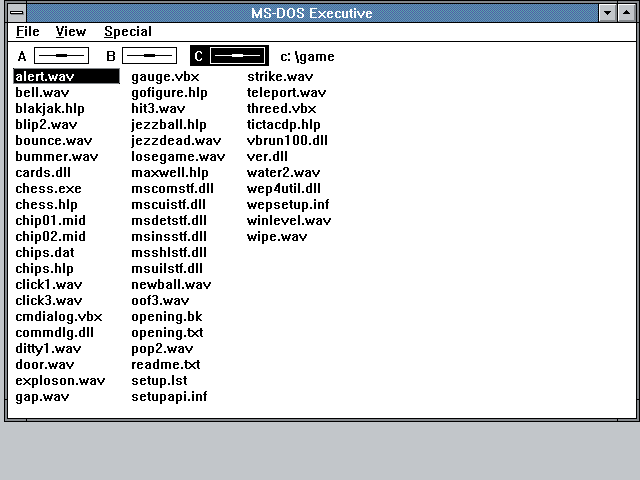 MS-DOS Executive
File View Special
A B C c: \game
alert.wav gauge.vbx strike.wav
bell.wav gofigure.hlp teleport.wav
blakjak.hlp hit3.wav threed.vbx
blip2.wav jezzball.hlp tictacdp.hlp
bounce.wav jezzdead.wav vbrun100.dll
bummer.wav losegame.wav ver.dll
cards.dll maxwell.hlp water2.wav
chess.exe mscomstf.dll wep4util.dll
chess.hlp mscuistf.dll wepsetup.inf
chip01.mid msdetstf.dll winlevel.wav
chip02.mid msinsstf.dll wipe.wav
chips.dat msshlstf.dll
chips.hlp msuilstf.dll
click1.wav newball.wav
click3.wav oof3.wav
cmdialog.vbx opening.bk
commdlg.dll opening.txt
ditty1.wav pop2.wav
door.wav readme.txt
exploson.wav setup.lst
gap.wav setupapi.inf